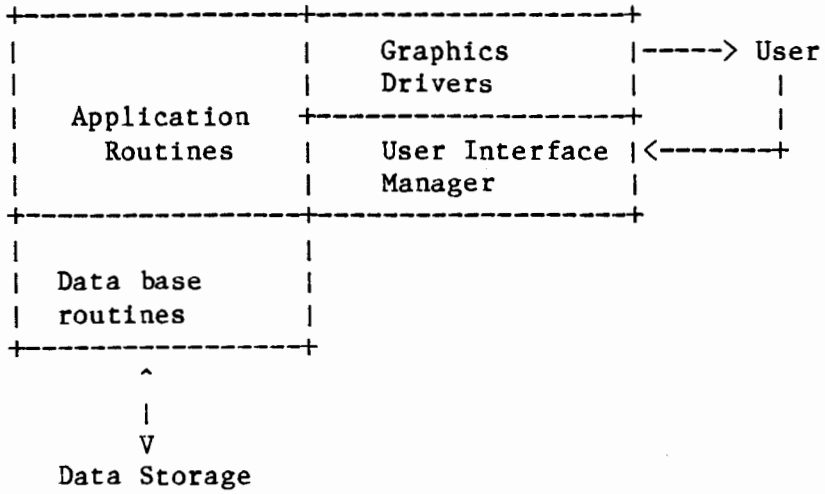 Graphics -----> User
Drivers
Application
Routines
User Interface <--------+
Manager
Data base
routines
^
|
V
Data Storage